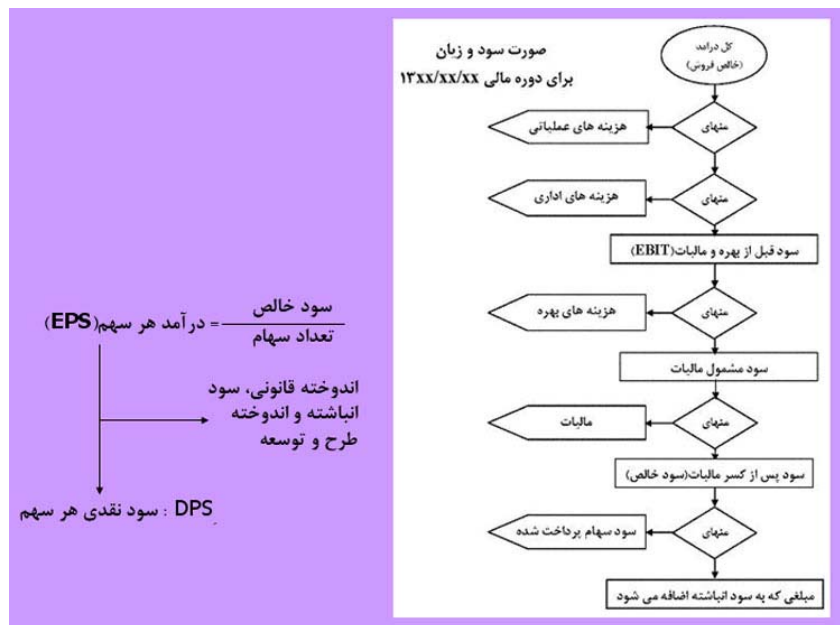 صورت سود و زیان
برای دوره مالی ۱۳xx/xx/xx
کل درامد
(خالص فروش)
منهای
هزینه های عملیاتی
منهای
هزینه های اداری
سود قبل از بهره و مالیات(EBIT)
منهای
هزینه های بهره
سود مشمول مالیات
منهای
مالیات
سود پس از کسر مالیات(سود خالص)
منهای
سود سهام پرداخت شده
مبلغی که به سود انباشته اضافه می شود
درآمد هر سهم(EPS) =
سود خالص
تعداد سهام
اندوخته قانونی، سود
انباشته و اندوخته
طرح و توسعه
DPS : سود نقدی هر سهم